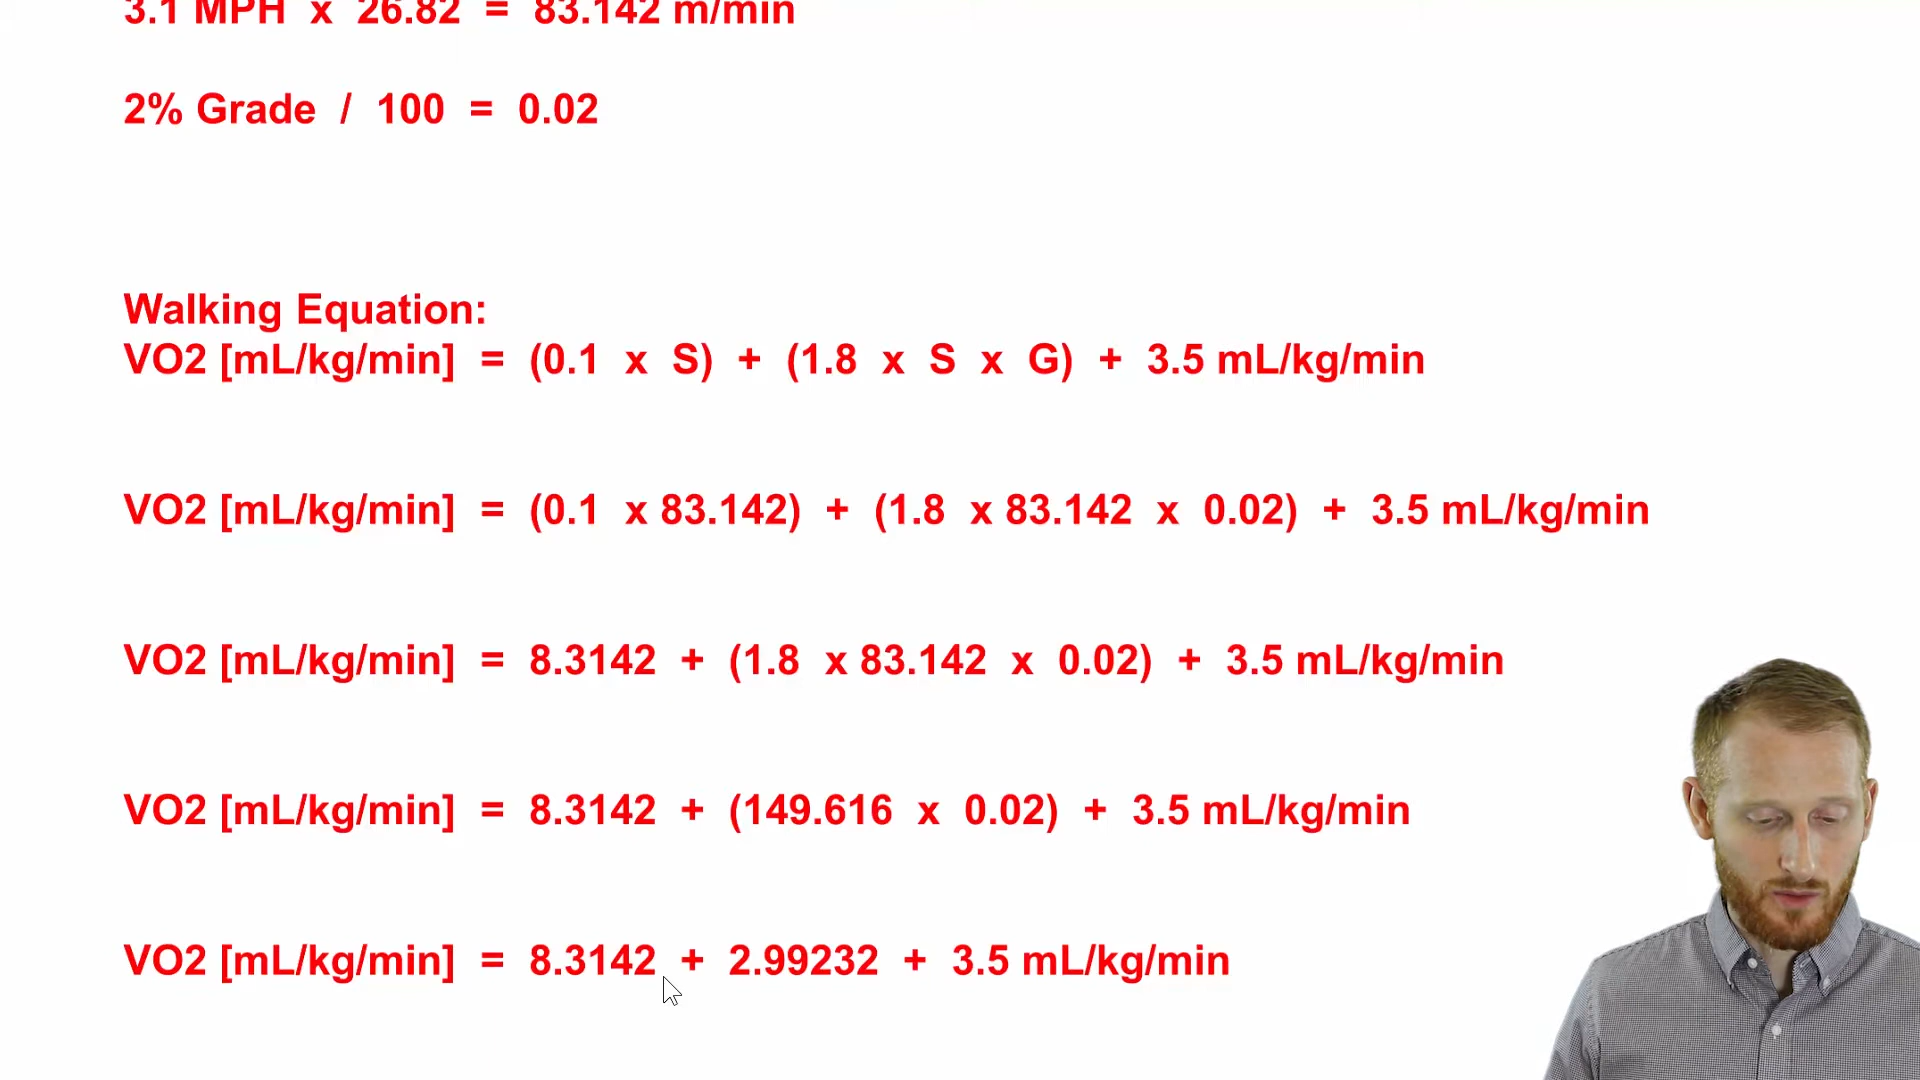 3.1 MPH x 26.82 = 83.142 m/min
2% Grade / 100 = 0.02
Walking Equation:
VO2 [mL/kg/min] = (0.1 x S) + (1.8 x S x G) + 3.5 mL/kg/min
VO2 [mL/kg/min] = (0.1 x 83.142) + (1.8 x 83.142 x 0.02) + 3.5 mL/kg/min
VO2 [mL/kg/min] = 8.3142 + (1.8 x 83.142 x 0.02) + 3.5 mL/kg/min
VO2 [mL/kg/min] = 8.3142 + (149.616 x 0.02) + 3.5 mL/kg/min
VO2 [mL/kg/min] = 8.3142 + 2.99232 + 3.5 mL/kg/min